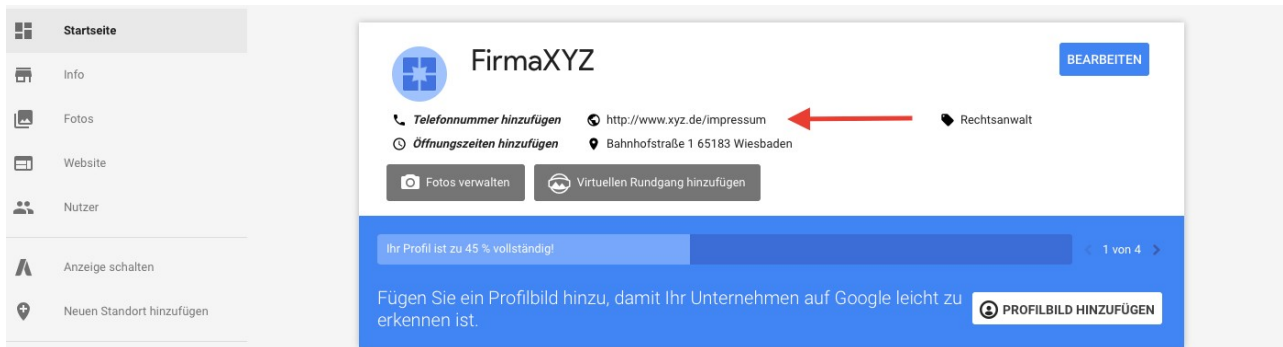 Startseite
Info
Fotos
Website
Nutzer
Anzeige schalten
Neuen Standort hinzufügen
FirmaXYZ
BEARBEITEN
Telefonnummer hinzufügen http://www.xyz.de/impressum Rechtsanwalt
Öffnungszeiten hinzufügen Bahnhofstraße 1 65183 Wiesbaden
Fotos verwalten Virtuellen Rundgang hinzufügen
Ihr Profil ist zu 45 % vollständig! 1 von 4
Fügen Sie ein Profilbild hinzu, damit Ihr Unternehmen auf Google leicht zu
erkennen ist.
PROFILBILD HINZUFÜGEN